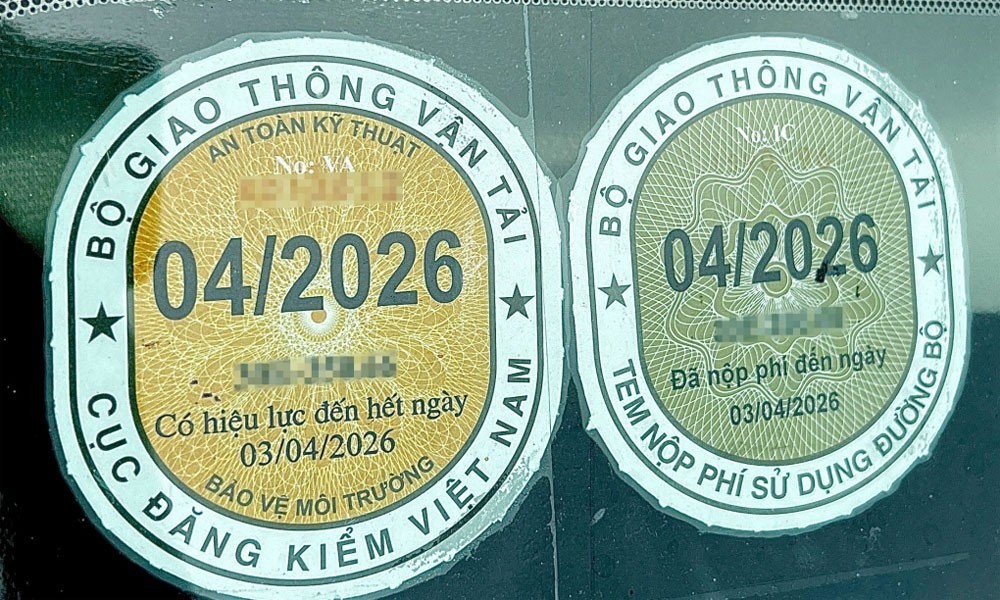 BỘ GIAO THÔNG VẬN TẢI
AN TOÀN KỸ THUẬT
No: VA
04/2026
Có hiệu lực đến hết ngày
03/04/2026
BẢO VỆ MÔI TRƯỜNG
CỤC ĐĂNG KIỂM VIỆT NAM
BỘ GIAO THÔNG VẬN TẢI
No: IC
04/2026
Đã nộp phí đến ngày
03/04/2026
TEM NỘP PHÍ SỬ DỤNG ĐƯỜNG BỘ